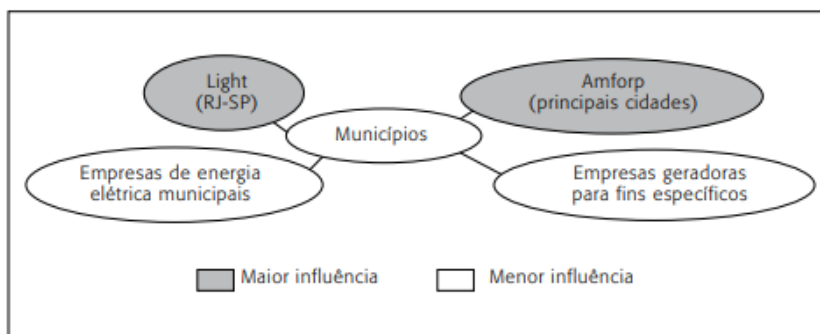 Light
(RJ-SP)
Amforp
(principais cidades)
Municípios
Empresas de energia
elétrica municipais
Empresas geradoras
para fins específicos
Maior influência
Menor influência